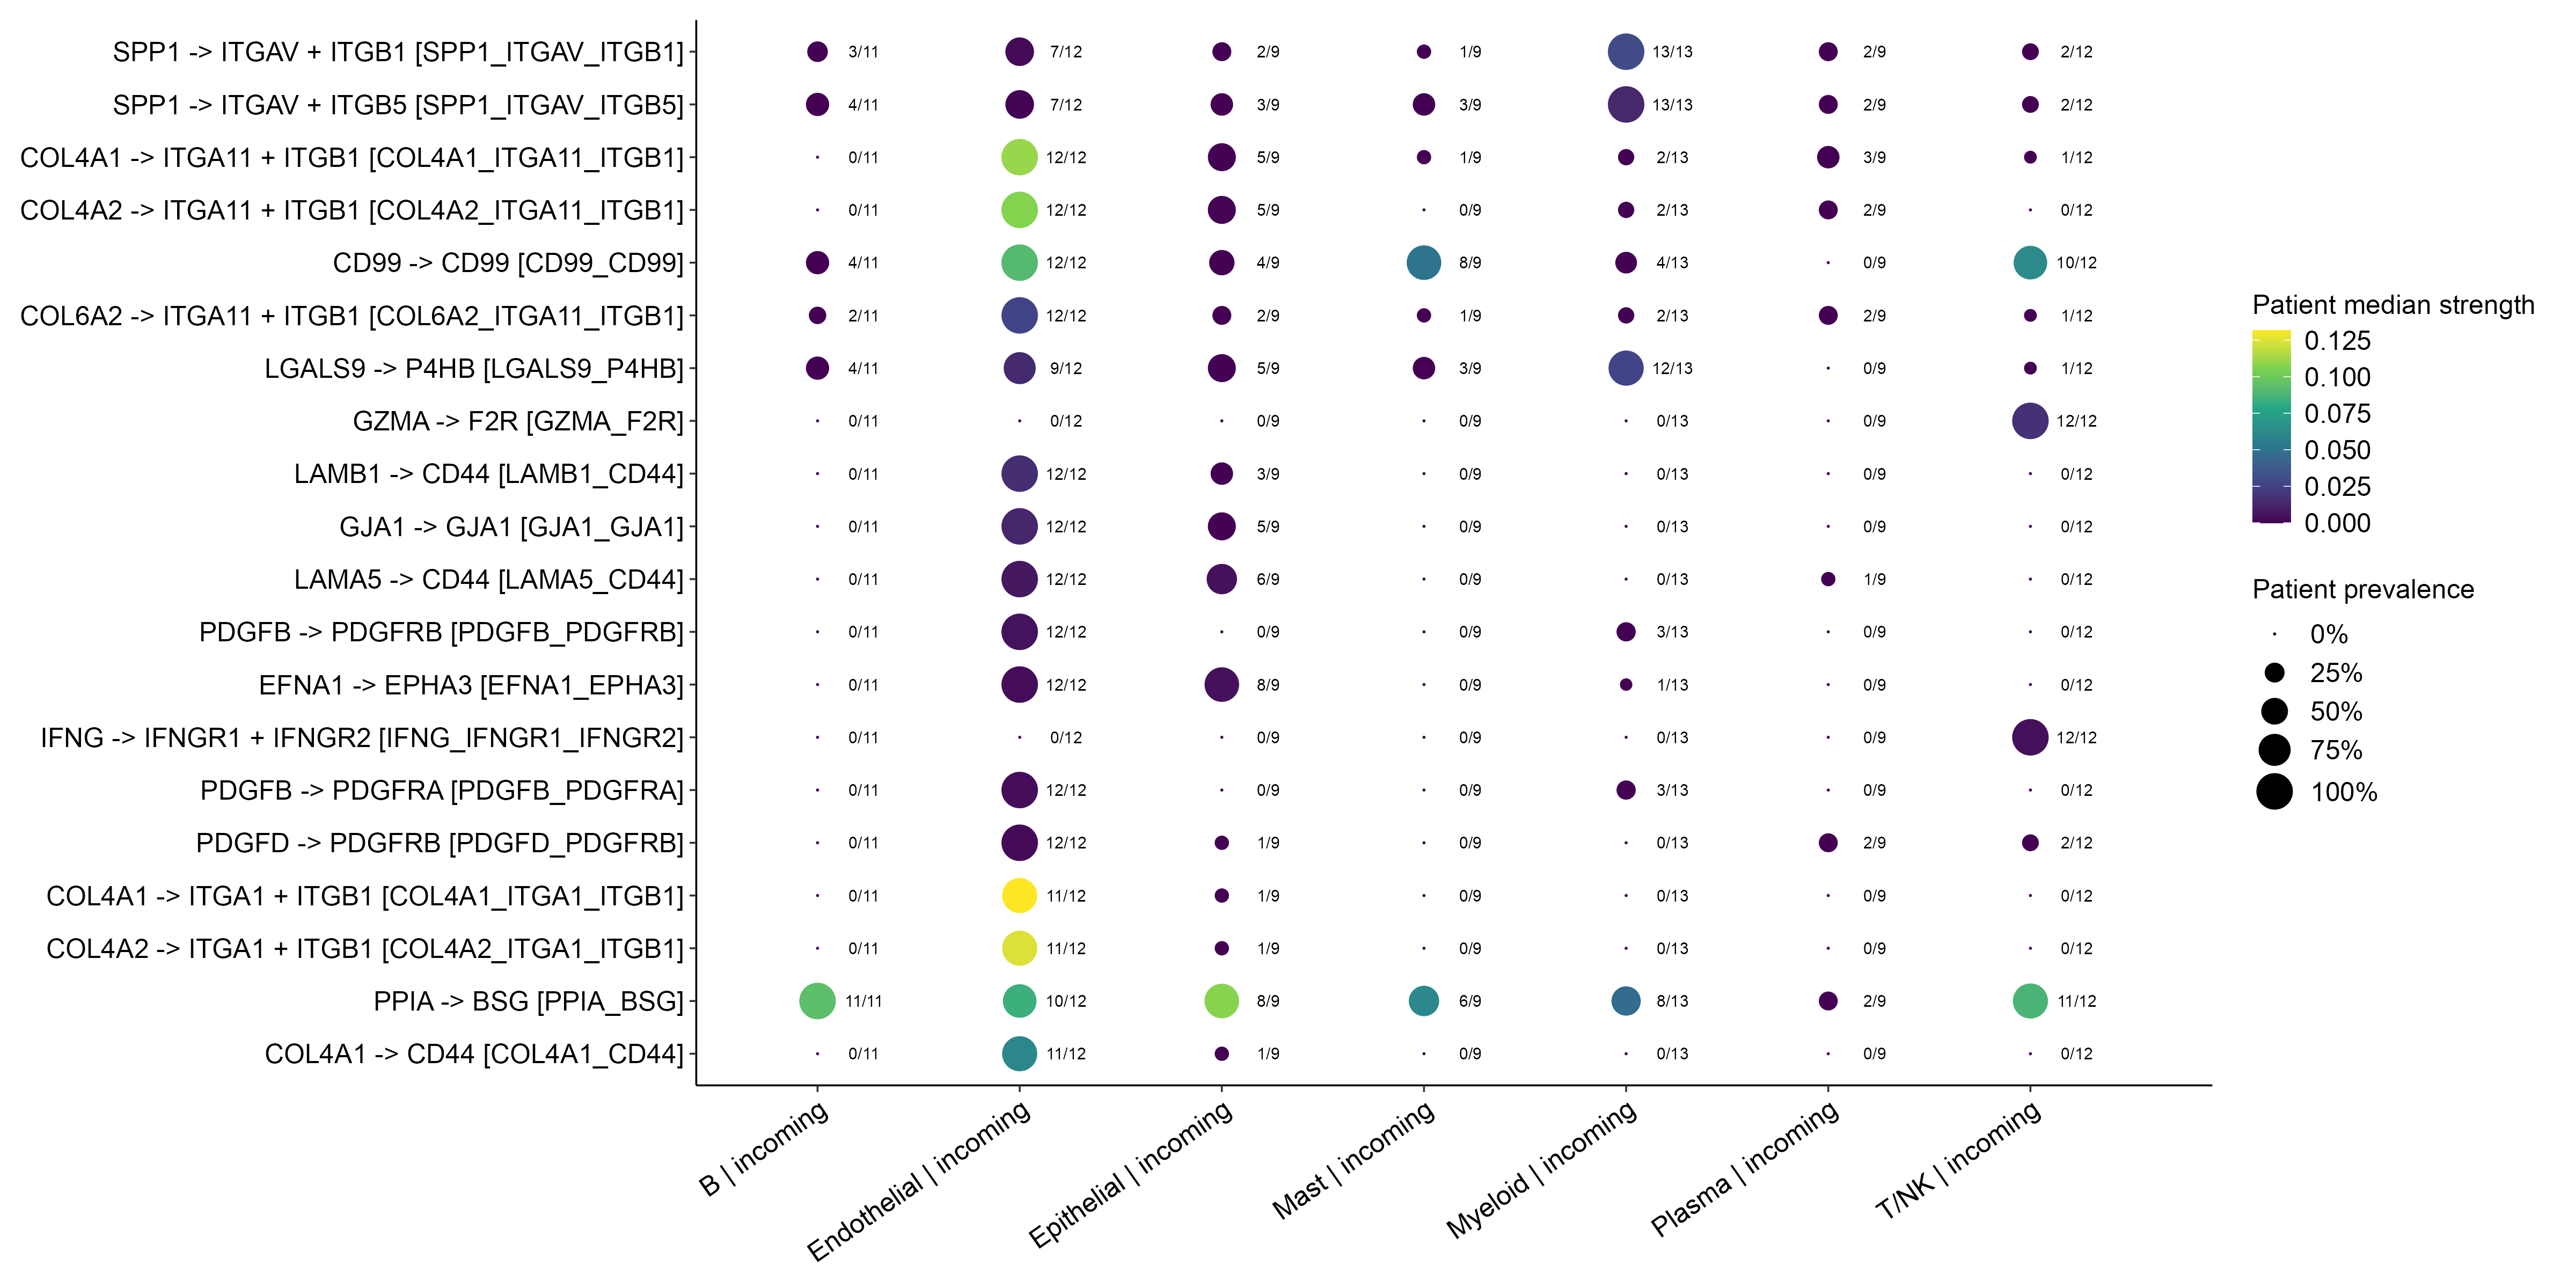 SPP1 -> ITGAV + ITGB1 [SPP1_ITGAV_ITGB1] 3/11 7/12 2/9 1/9 13/13 2/9 2/12
SPP1 -> ITGAV + ITGB5 [SPP1_ITGAV_ITGB5] 4/11 7/12 3/9 3/9 13/13 2/9 2/12
COL4A1 -> ITGA11 + ITGB1 [COL4A1_ITGA11_ITGB1] 0/11 12/12 5/9 1/9 2/13 3/9 1/12
COL4A2 -> ITGA11 + ITGB1 [COL4A2_ITGA11_ITGB1] 0/11 12/12 5/9 0/9 2/13 2/9 0/12
CD99 -> CD99 [CD99_CD99] 4/11 12/12 4/9 8/9 4/13 0/9 10/12
COL6A2 -> ITGA11 + ITGB1 [COL6A2_ITGA11_ITGB1] 2/11 12/12 2/9 1/9 2/13 2/9 1/12
LGALS9 -> P4HB [LGALS9_P4HB] 4/11 9/12 5/9 3/9 12/13 0/9 1/12
GZMA -> F2R [GZMA_F2R] 0/11 0/12 0/9 0/9 0/13 0/9 12/12
LAMB1 -> CD44 [LAMB1_CD44] 0/11 12/12 3/9 0/9 0/13 0/9 0/12
GJA1 -> GJA1 [GJA1_GJA1] 0/11 12/12 5/9 0/9 0/13 0/9 0/12
LAMA5 -> CD44 [LAMA5_CD44] 0/11 12/12 6/9 0/9 0/13 1/9 0/12
PDGFB -> PDGFRB [PDGFB_PDGFRB] 0/11 12/12 0/9 0/9 3/13 0/9 0/12
EFNA1 -> EPHA3 [EFNA1_EPHA3] 0/11 12/12 8/9 0/9 1/13 0/9 0/12
IFNG -> IFNGR1 + IFNGR2 [IFNG_IFNGR1_IFNGR2] 0/11 0/12 0/9 0/9 0/13 0/9 12/12
PDGFB -> PDGFRA [PDGFB_PDGFRA] 0/11 12/12 0/9 0/9 3/13 0/9 0/12
PDGFD -> PDGFRB [PDGFD_PDGFRB] 0/11 12/12 1/9 0/9 0/13 2/9 2/12
COL4A1 -> ITGA1 + ITGB1 [COL4A1_ITGA1_ITGB1] 0/11 11/12 1/9 0/9 0/13 0/9 0/12
COL4A2 -> ITGA1 + ITGB1 [COL4A2_ITGA1_ITGB1] 0/11 11/12 1/9 0/9 0/13 0/9 0/12
PPIA -> BSG [PPIA_BSG] 11/11 10/12 8/9 6/9 8/13 2/9 11/12
COL4A1 -> CD44 [COL4A1_CD44] 0/11 11/12 1/9 0/9 0/13 0/9 0/12
B | incoming
Endothelial | incoming
Epithelial | incoming
Mast | incoming
Myeloid | incoming
Plasma | incoming
T/NK | incoming
Patient median strength
0.125
0.100
0.075
0.050
0.025
0.000
Patient prevalence
0%
25%
50%
75%
100%